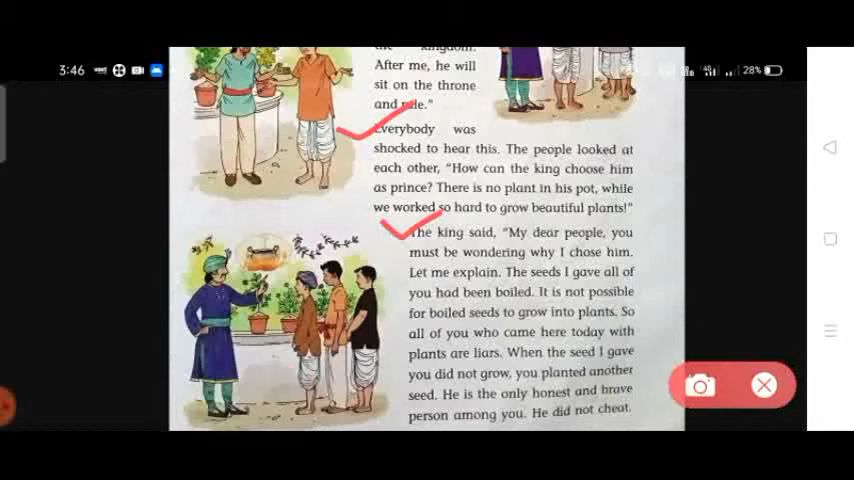 3:46
28%
the kingdom.
After me, he will
sit on the throne
and rule."
Everybody was
shocked to hear this. The people looked at
each other, "How can the king choose him
as prince? There is no plant in his pot, while
we worked so hard to grow beautiful plants!"
The king said, "My dear people, you
must be wondering why I chose him.
Let me explain. The seeds I gave all of
you had been boiled. It is not possible
for boiled seeds to grow into plants. So
all of you who came here today with
plants are liars. When the seed I gave
you did not grow, you planted another
seed. He is the only honest and brave
person among you. He did not cheat.